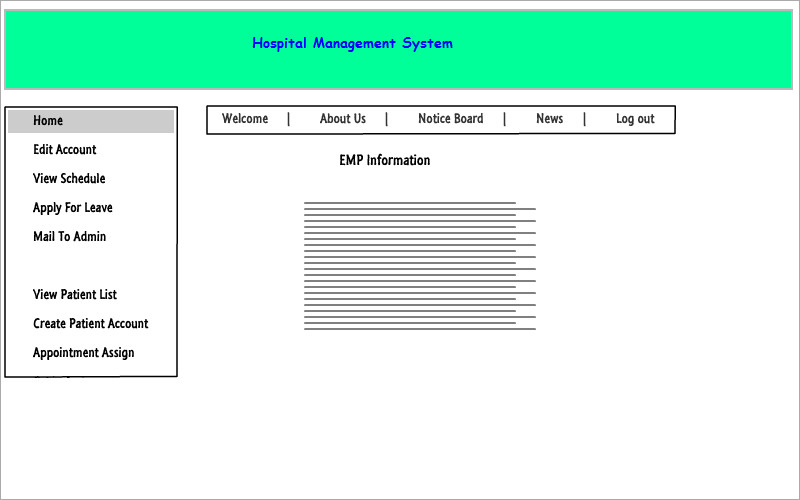 Hospital Management System
Home
Edit Account
View Schedule
Apply For Leave
Mail To Admin
View Patient List
Create Patient Account
Appointment Assign
Welcome | About Us | Notice Board | News | Log out
EMP Information